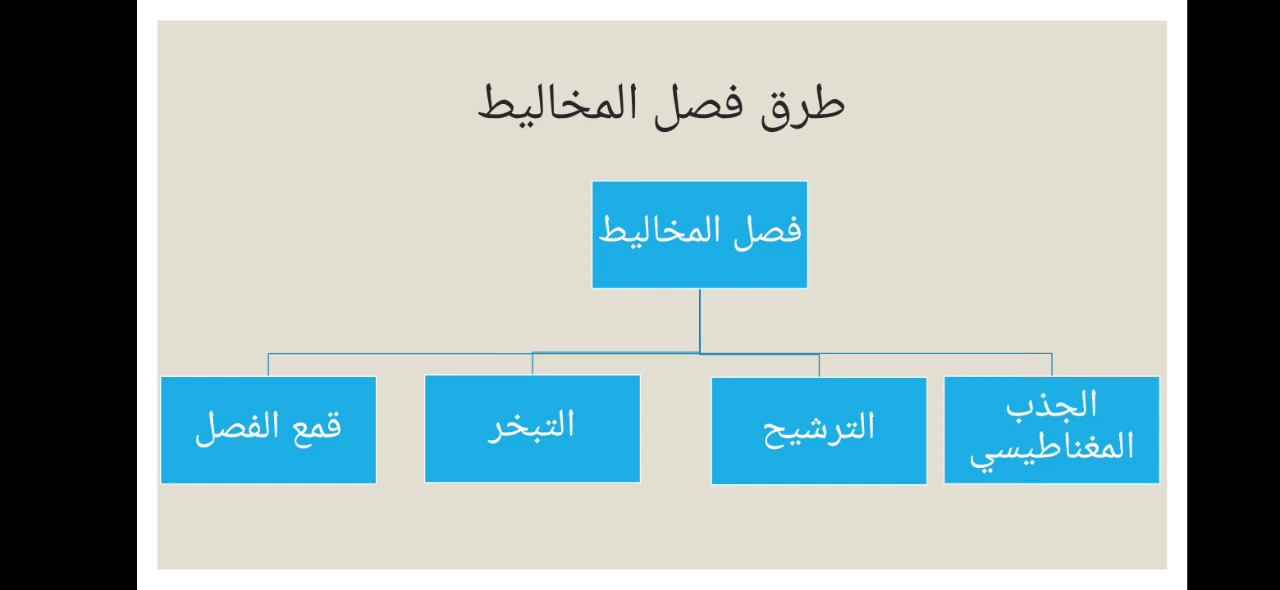 طرق فصل المخاليط
فصل المخاليط
الجذب
المغناطيسي
الترشيح
التبخر
قمع الفصل